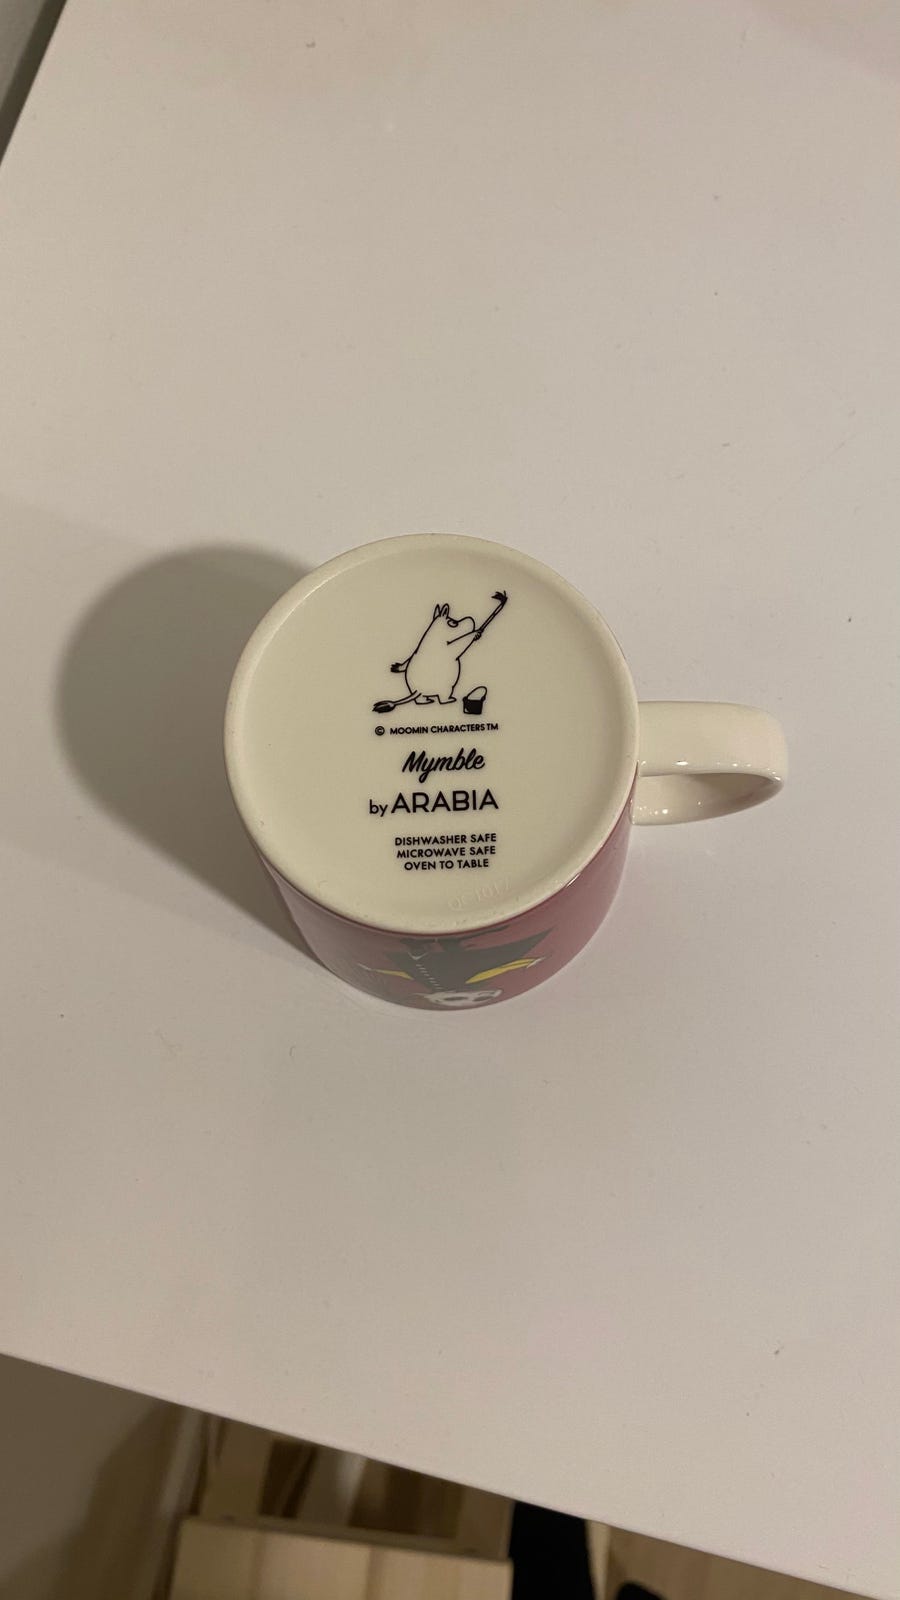 © MOOMIN CHARACTERS™
Mymble
by ARABIA
DISHWASHER SAFE
MICROWAVE SAFE
OVEN TO TABLE